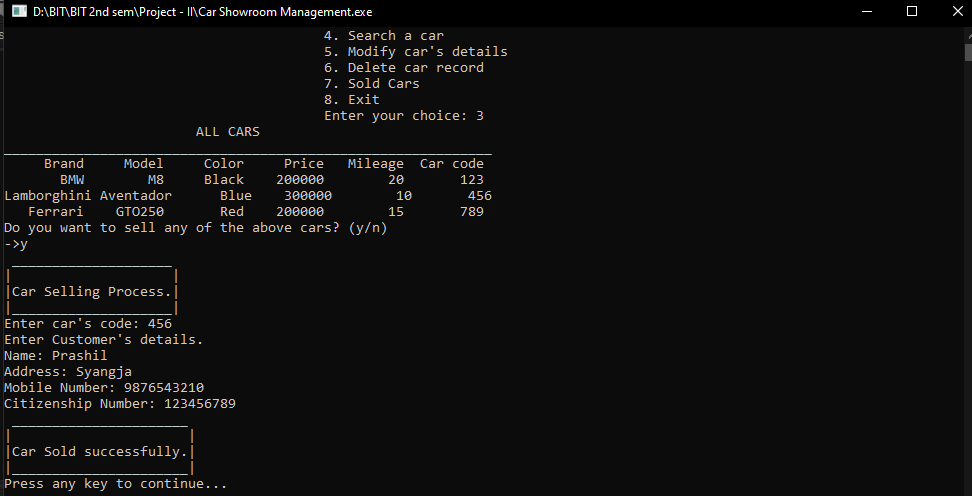 D:\BIT\BIT 2nd sem\Project - II\Car Showroom Management.exe
4. Search a car
5. Modify car's details
6. Delete car record
7. Sold Cars
8. Exit
Enter your choice: 3
ALL CARS
Brand Model Color Price Mileage Car code
BMW M8 Black 200000 20 123
Lamborghini Aventador Blue 300000 10 456
Ferrari GTO250 Red 200000 15 789
Do you want to sell any of the above cars? (y/n)
->y
|Car Selling Process.|
Enter car's code: 456
Enter Customer's details.
Name: Prashil
Address: Syangja
Mobile Number: 9876543210
Citizenship Number: 123456789
|Car Sold successfully.|
Press any key to continue...